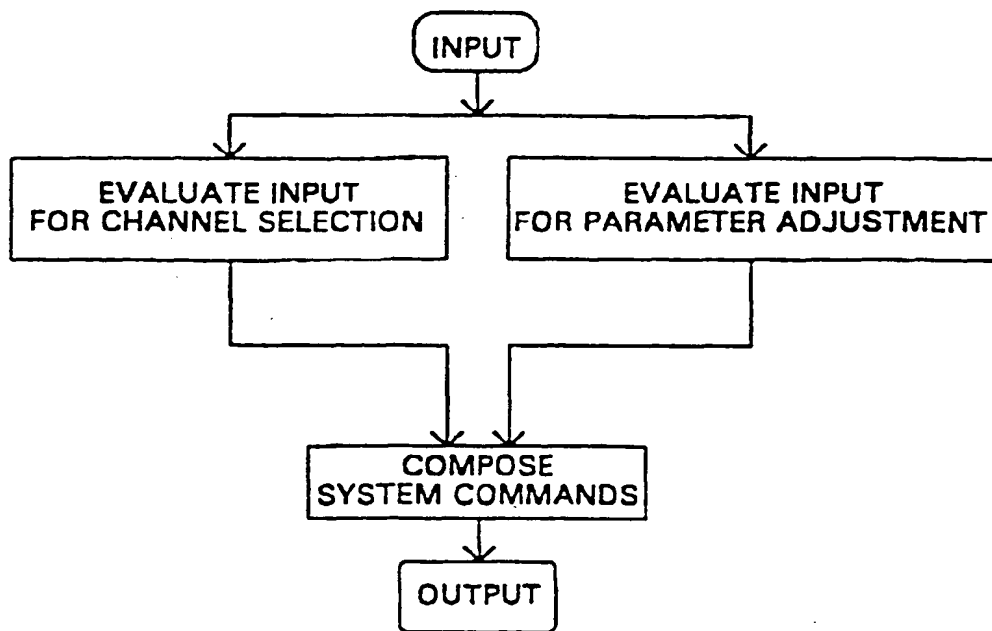 INPUT
EVALUATE INPUT
FOR CHANNEL SELECTION
EVALUATE INPUT
FOR PARAMETER ADJUSTMENT
COMPOSE
SYSTEM COMMANDS
OUTPUT